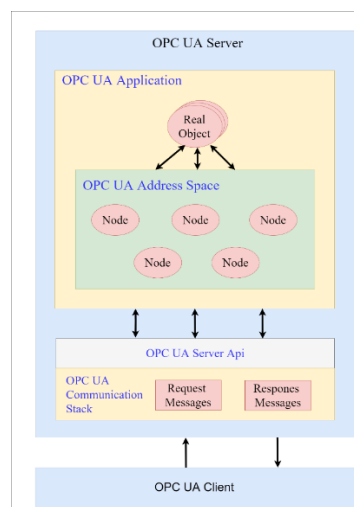 OPC UA Server
OPC UA Application
Real
Object
OPC UA Address Space
Node Node Node
Node Node
OPC UA Server Api
OPC UA
Communication
Stack
Request
Messages
Respones
Messages
OPC UA Client